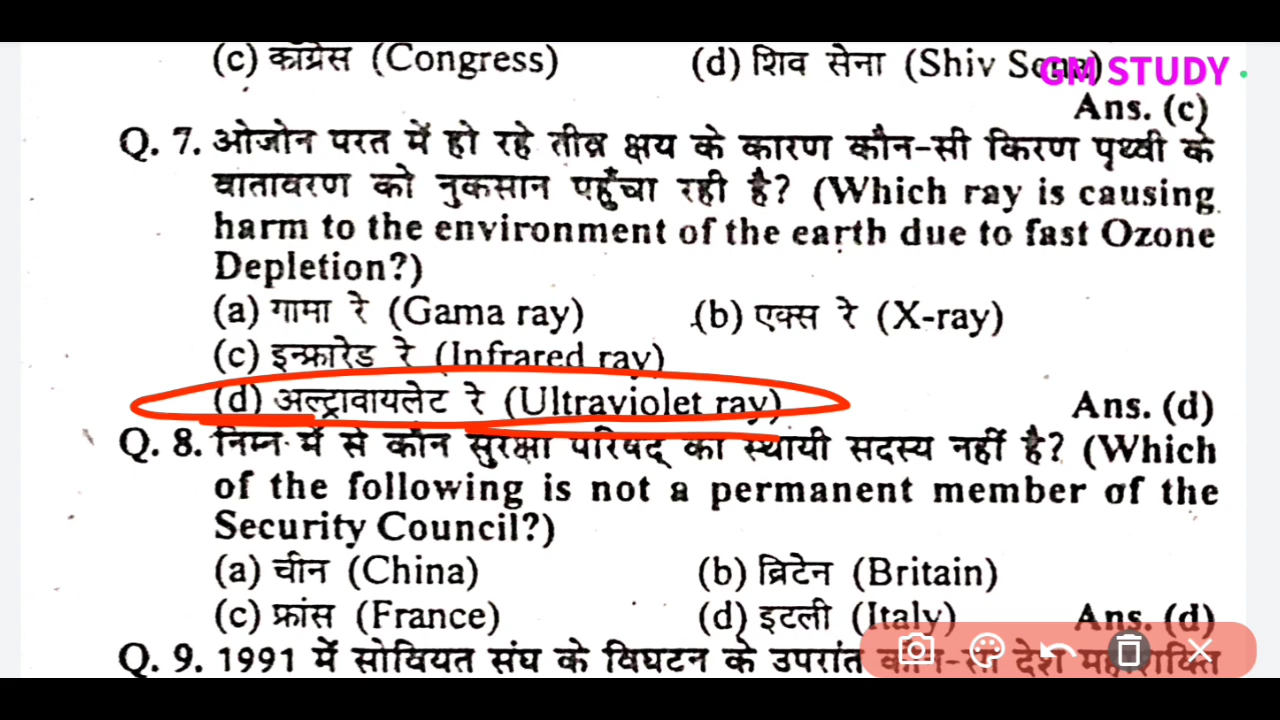 (c) काँग्रेस (Congress) (d) शिव सेना (Shiv Sena)
GM STUDY
Ans. (c)
Q. 7. ओजोन परत में हो रहे तीव्र क्षय के कारण कौन-सी किरण पृथ्वी के
वातावरण को नुकसान पहुँचा रही है? (Which ray is causing
harm to the environment of the earth due to fast Ozone
Depletion?)
(a) गामा रे (Gama ray) (b) एक्स रे (X-ray)
(c) इन्फ्रारेड रे (Infrared ray)
(d) अल्ट्रावायलेट रे (Ultraviolet ray) Ans. (d)
Q. 8. निम्न में से कौन सुरक्षा परिषद् का स्थायी सदस्य नहीं है? (Which
of the following is not a permanent member of the
Security Council?)
(a) चीन (China) (b) ब्रिटेन (Britain)
(c) फ्रांस (France) (d) इटली (Italy) Ans. (d)
Q. 9. 1991 में सोवियत संघ के विघटन के उपरांत कौन-सा देश महाशक्ति